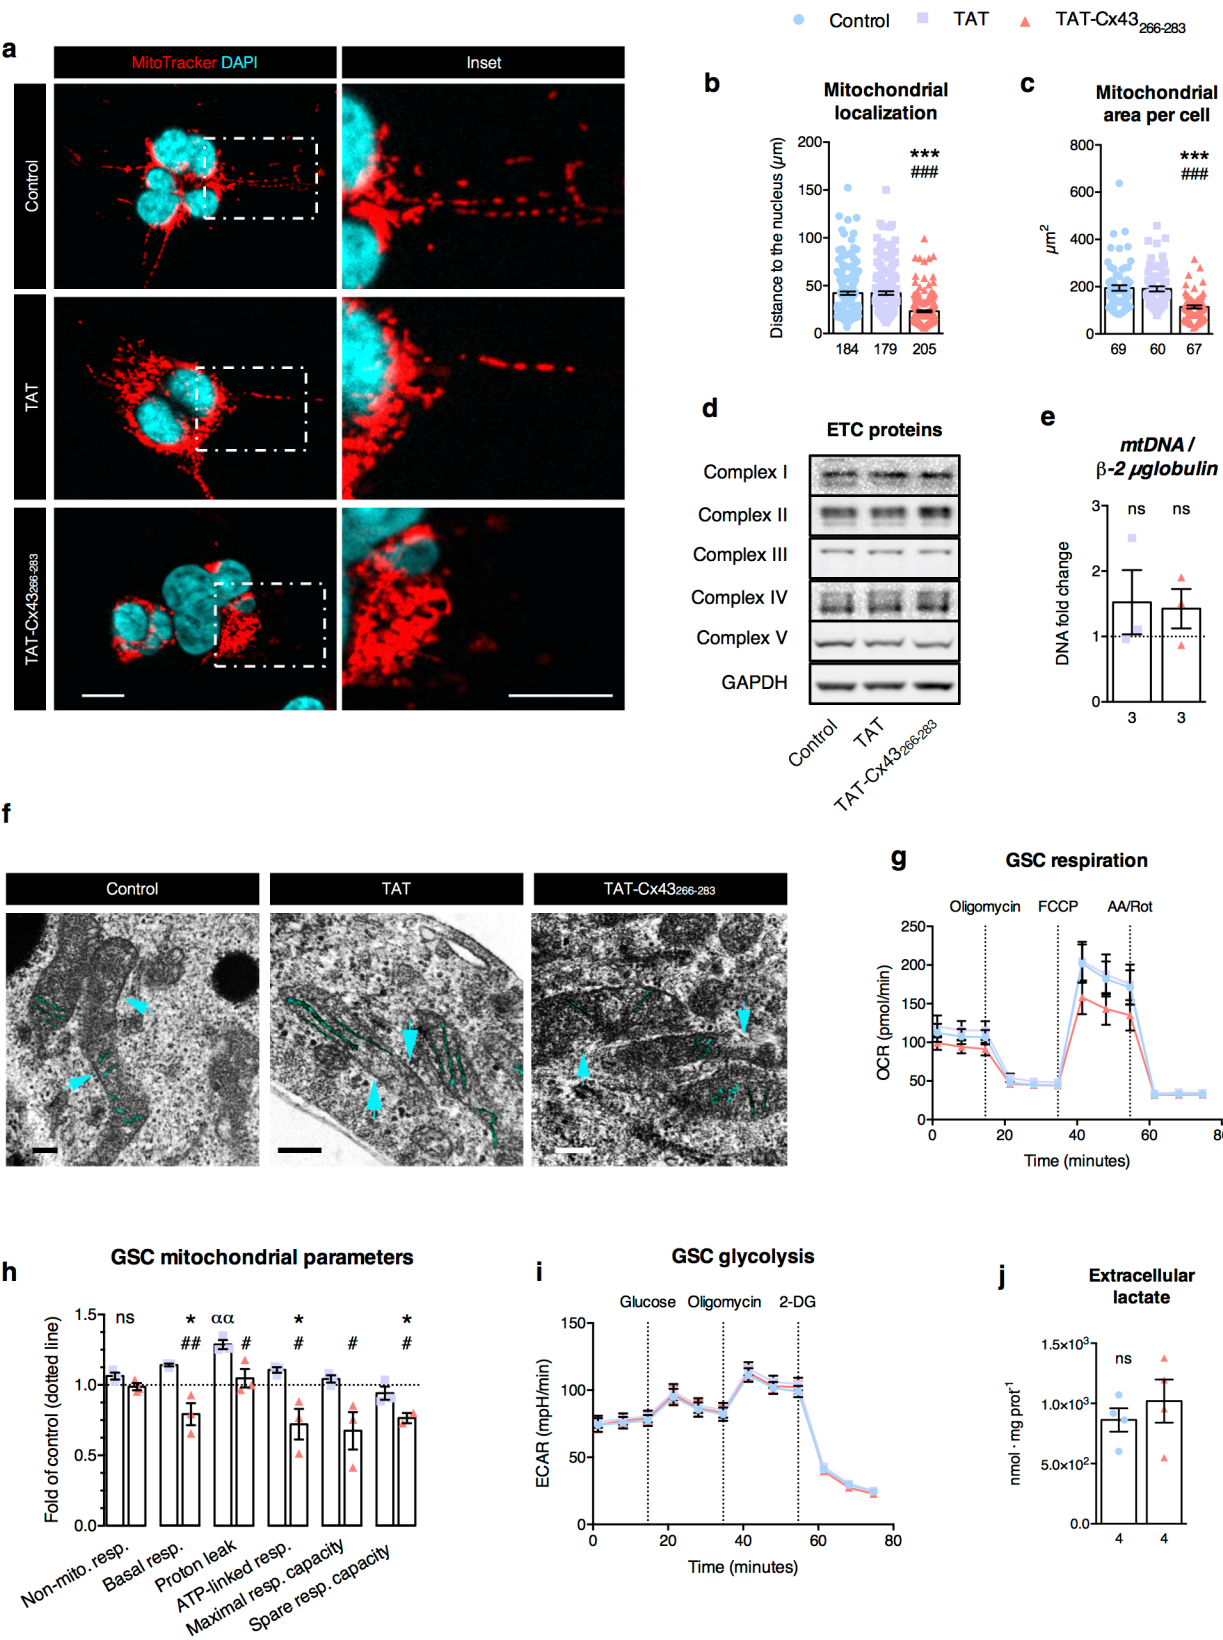 Control TAT TAT-Cx43266-283
a
MitoTracker DAPI
Inset
Control
TAT
TAT-Cx43266-283
b
Mitochondrial
localization
Distance to the nucleus (µm)
200
150
100
50
0
***
###
184 179 205
c
Mitochondrial
area per cell
µm²
800
600
400
200
0
***
###
69 60 67
d
ETC proteins
Complex I
Complex II
Complex III
Complex IV
Complex V
GAPDH
Control
TAT
TAT-Cx43266-283
e
mtDNA /
β-2 µglobulin
DNA fold change
3
2
1
0
ns ns
3 3
f
Control
TAT
TAT-Cx43266-283
g
GSC respiration
Oligomycin FCCP AA/Rot
OCR (pmol/min)
250
200
150
100
50
0
0 20 40 60 80
Time (minutes)
h
GSC mitochondrial parameters
Fold of control (dotted line)
1.5
1.0
0.5
0.0
ns * αα * *
## # # # #
Non-mito. resp.
Basal resp.
Proton leak
ATP-linked resp.
Maximal resp. capacity
Spare resp. capacity
i
GSC glycolysis
Glucose Oligomycin 2-DG
ECAR (mpH/min)
150
100
50
0
0 20 40 60 80
Time (minutes)
j
Extracellular
lactate
nmol · mg prot⁻¹
1.5×10³
1.0×10³
5.0×10²
0.0
ns
4 4